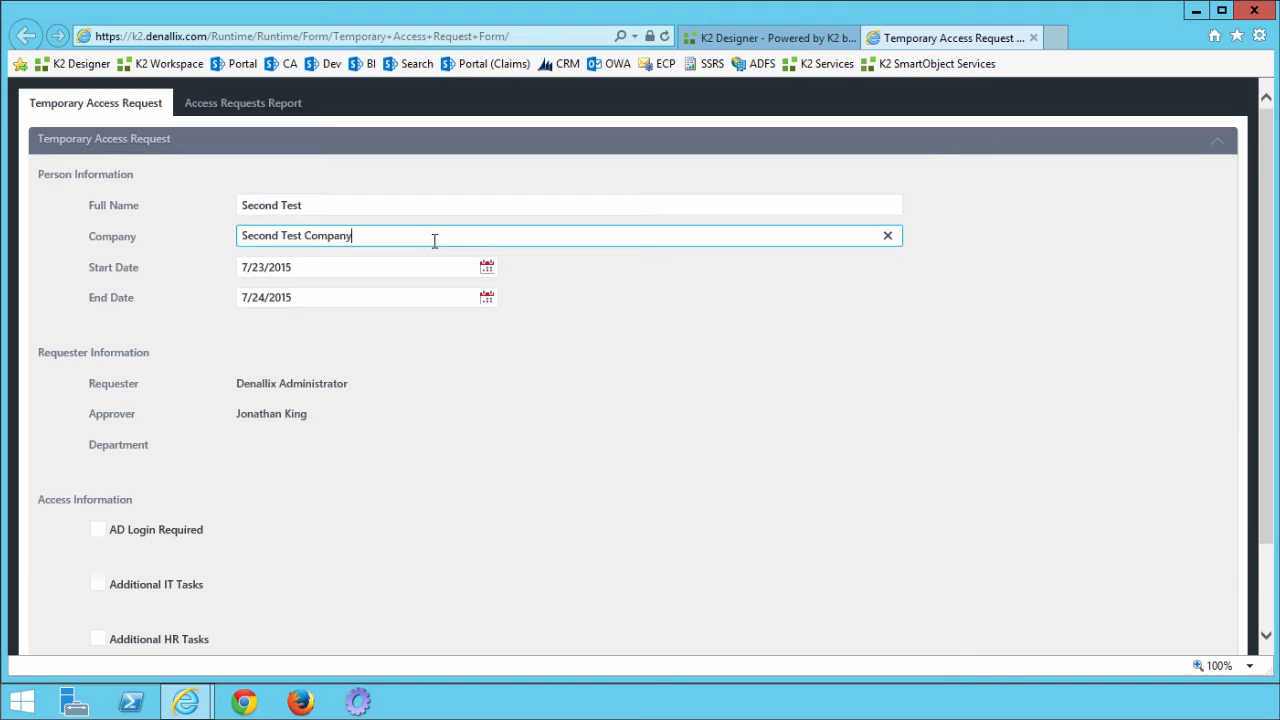 https://k2.denallix.com/Runtime/Runtime/Form/Temporary+Access+Request+Form/
K2 Designer - Powered by K2 b...
Temporary Access Request ...
K2 Designer
K2 Workspace
Portal
CA
Dev
BI
Search
Portal (Claims)
CRM
OWA
ECP
SSRS
ADFS
K2 Services
K2 SmartObject Services
Temporary Access Request
Access Requests Report
Temporary Access Request
Person Information
Full Name
Second Test
Company
Second Test Company
Start Date
7/23/2015
End Date
7/24/2015
Requester Information
Requester
Denallix Administrator
Approver
Jonathan King
Department
Access Information
AD Login Required
Additional IT Tasks
Additional HR Tasks
100%